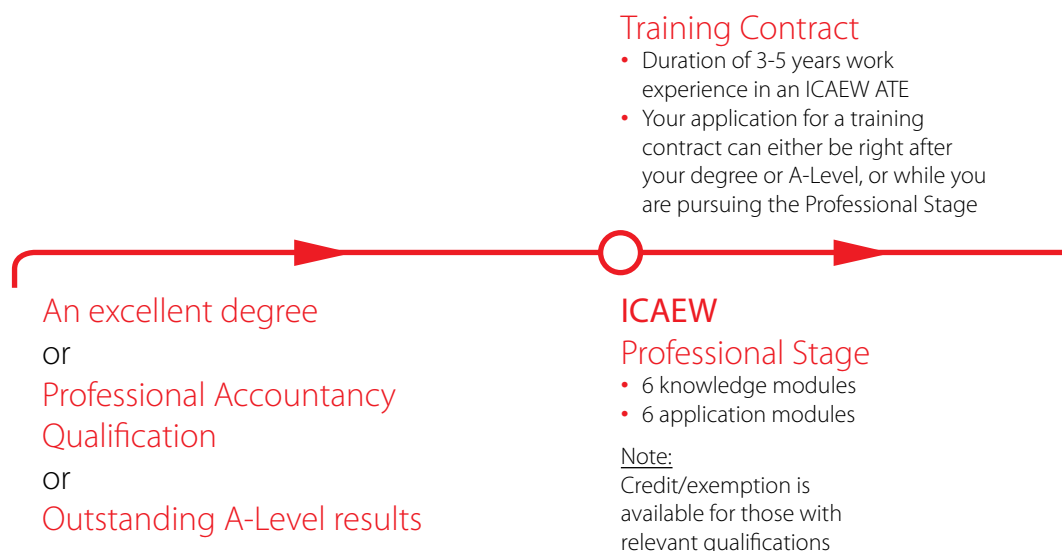 Training Contract
• Duration of 3-5 years work
experience in an ICAEW ATE
• Your application for a training
contract can either be right after
your degree or A-Level, or while you
are pursuing the Professional Stage
An excellent degree
or
Professional Accountancy
Qualification
or
Outstanding A-Level results
ICAEW
Professional Stage
• 6 knowledge modules
• 6 application modules
Note:
Credit/exemption is
available for those with
relevant qualifications